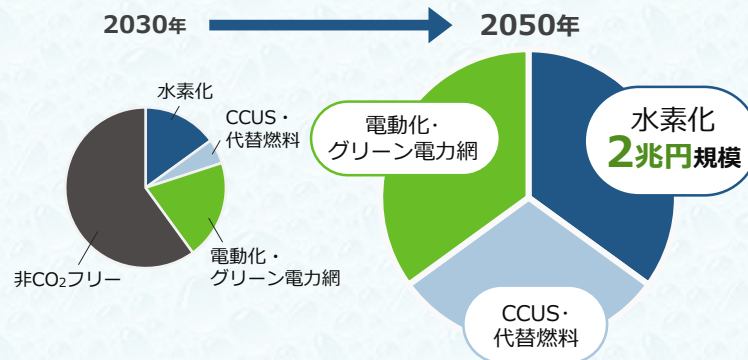 2030年
2050年
水素化
CCUS・
代替燃料
電動化・
グリーン電力網
非CO₂フリー
電動化・
グリーン電力網
水素化
2兆円規模
CCUS・
代替燃料